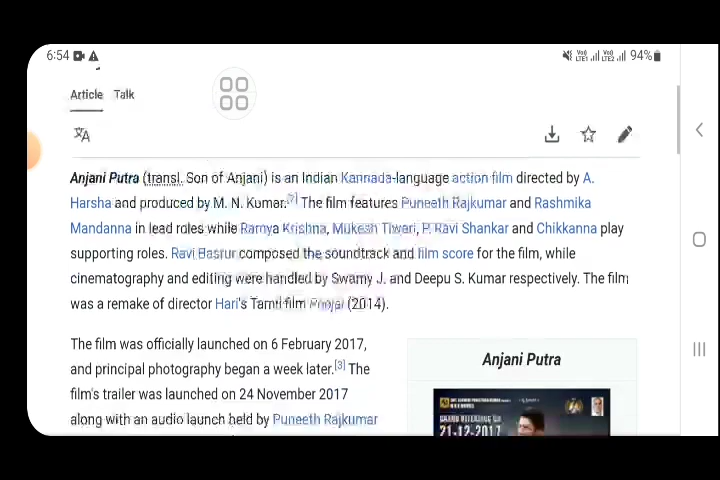 6:54
Vo)) LTE1 Vo)) LTE2 94%
Article Talk
Anjani Putra (transl. Son of Anjani) is an Indian Kannada-language action film directed by A.
Harsha and produced by M. N. Kumar.[2] The film features Puneeth Rajkumar and Rashmika
Mandanna in lead roles while Ramya Krishna, Mukesh Tiwari, P. Ravi Shankar and Chikkanna play
supporting roles. Ravi Basrur composed the soundtrack and film score for the film, while
cinematography and editing were handled by Swamy J. and Deepu S. Kumar respectively. The film
was a remake of director Hari's Tamil film Poojai (2014).
The film was officially launched on 6 February 2017,
and principal photography began a week later.[3] The
film's trailer was launched on 24 November 2017
along with an audio launch held by Puneeth Rajkumar
Anjani Putra
21-12-2017